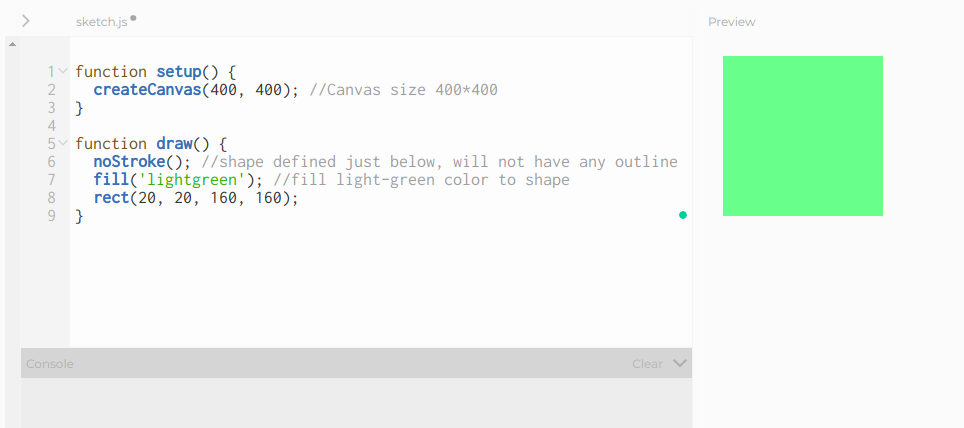 sketch.js
Preview
1 function setup() {
2 createCanvas(400, 400); //Canvas size 400*400
3 }
4
5 function draw() {
6 noStroke(); //shape defined just below, will not have any outline
7 fill('lightgreen'); //fill light-green color to shape
8 rect(20, 20, 160, 160);
9 }
Console
Clear